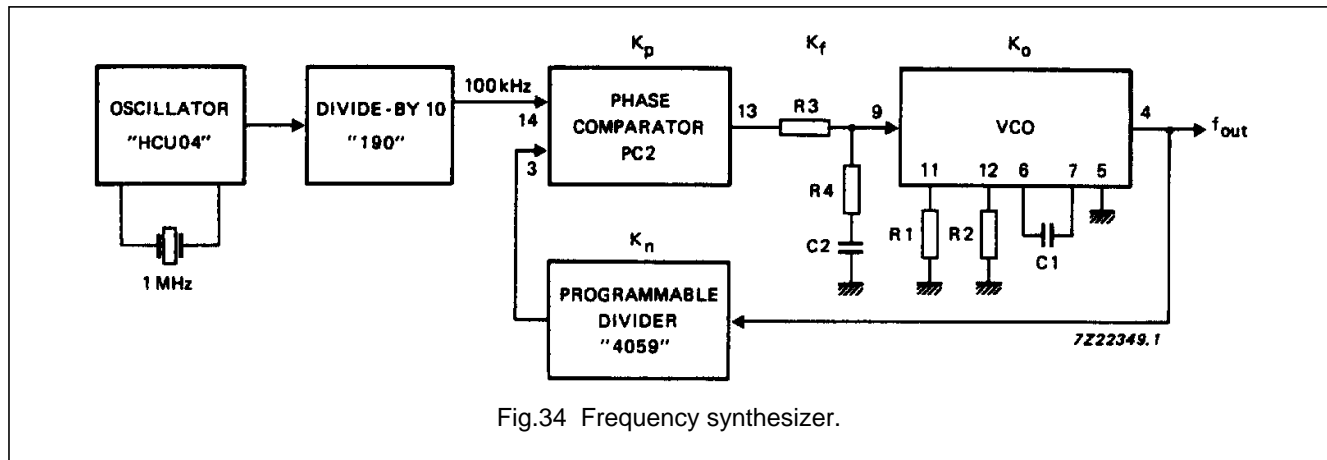 Kp
Kf
Ko
OSCILLATOR
"HCU04"
DIVIDE-BY 10
"190"
100 kHz
14
3
PHASE
COMPARATOR
PC2
13
R3
9
VCO
4
fout
11
12
6
7
5
R4
C2
R1
R2
C1
1 MHz
Kn
PROGRAMMABLE
DIVIDER
"4059"
7Z22349.1
Fig.34 Frequency synthesizer.